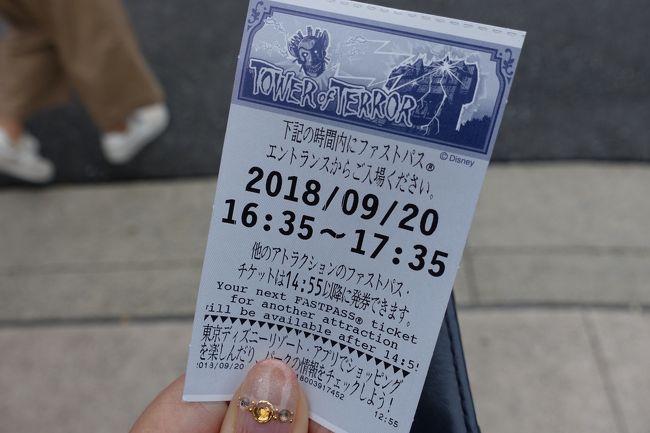 TOWER of TERROR
© Disney
下記の時間内にファストパス®
エントランスからご入場ください。
2018/09/20
16:35～17:35
他のアトラクションのファストパス・
チケットは14:55以降に発券できます。
Your next FASTPASS® ticket
for another attraction
will be available after 14:5
東京ディズニーリゾート・アプリでショッピング
を楽しんだり パークの情報をチェックしよう！
2018/09/20 18003917452 12:55